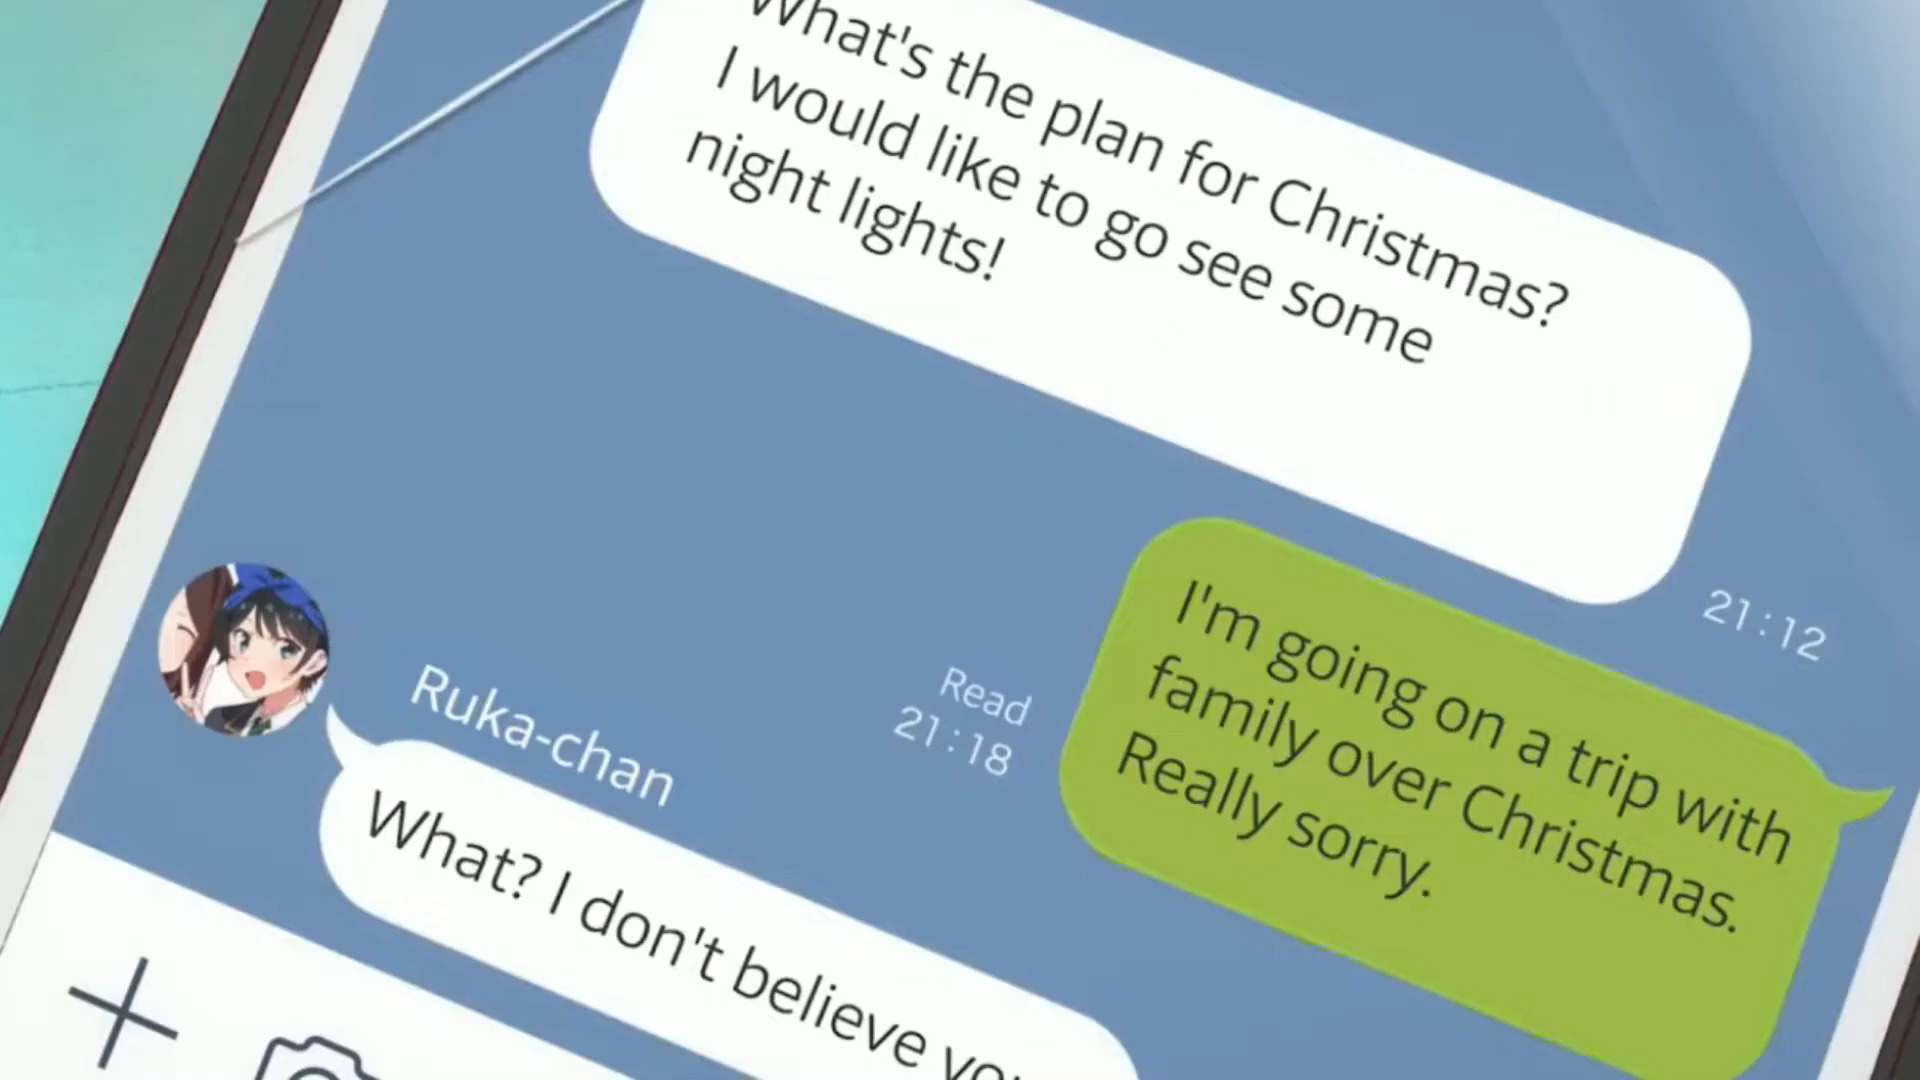 What's the plan for Christmas?
I would like to go see some
night lights!
21:12
I'm going on a trip with
family over Christmas.
Really sorry.
Read
21:18
Ruka-chan
What? I don't believe